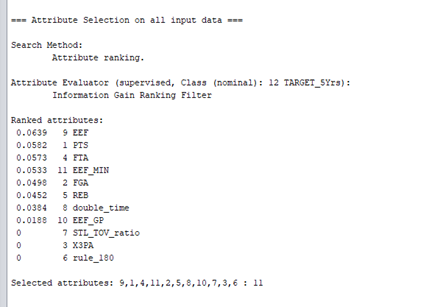 === Attribute Selection on all input data ===
Search Method:
Attribute ranking.
Attribute Evaluator (supervised, Class (nominal): 12 TARGET_5Yrs):
Information Gain Ranking Filter
Ranked attributes:
0.0639 9 EEF
0.0582 1 PTS
0.0573 4 FTA
0.0533 11 EEF_MIN
0.0498 2 FGA
0.0452 5 REB
0.0384 8 double_time
0.0188 10 EEF_GP
0 7 STL_TOV_ratio
0 3 X3PA
0 6 rule_180
Selected attributes: 9,1,4,11,2,5,8,10,7,3,6 : 11